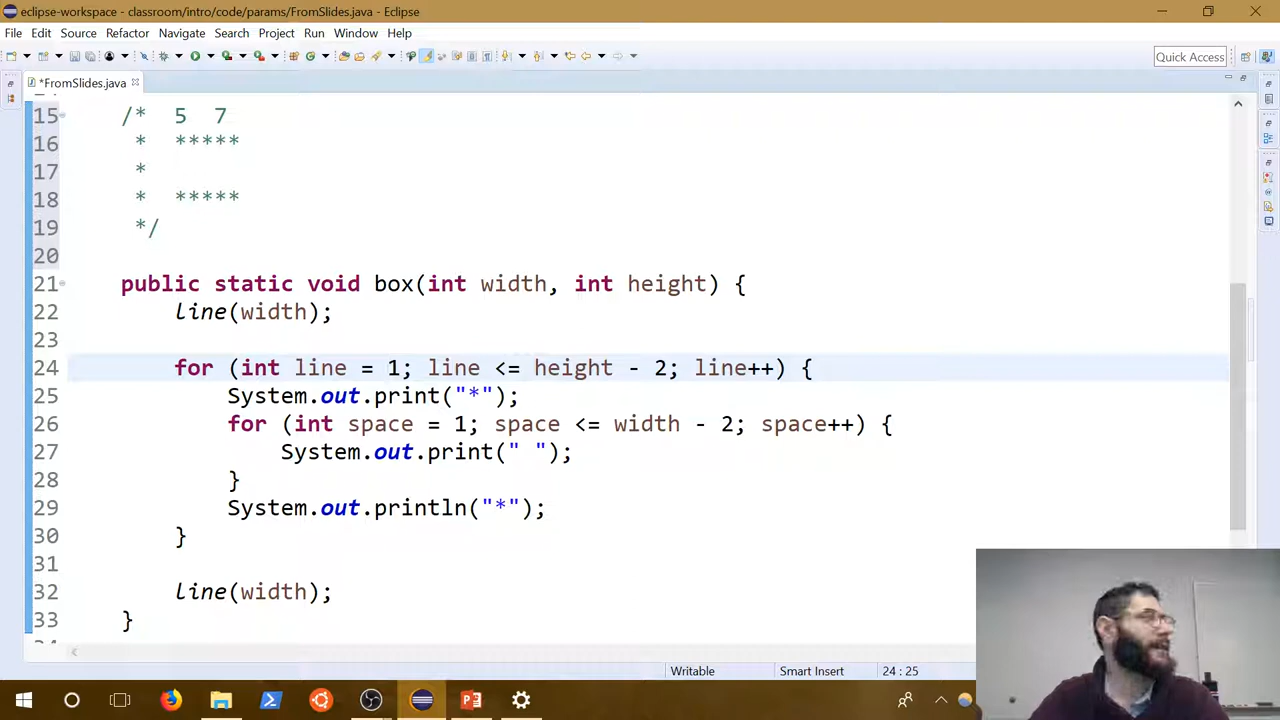 eclipse-workspace - classroom/intro/code/params/FromSlides.java - Eclipse
File Edit Source Refactor Navigate Search Project Run Window Help
Quick Access
*FromSlides.java
15 /* 5 7
16 * *****
17 *
18 * *****
19 */
20
21 public static void box(int width, int height) {
22 line(width);
23
24 for (int line = 1; line <= height - 2; line++) {
25 System.out.print("*");
26 for (int space = 1; space <= width - 2; space++) {
27 System.out.print(" ");
28 }
29 System.out.println("*");
30 }
31
32 line(width);
33 }
Writable Smart Insert 24 : 25